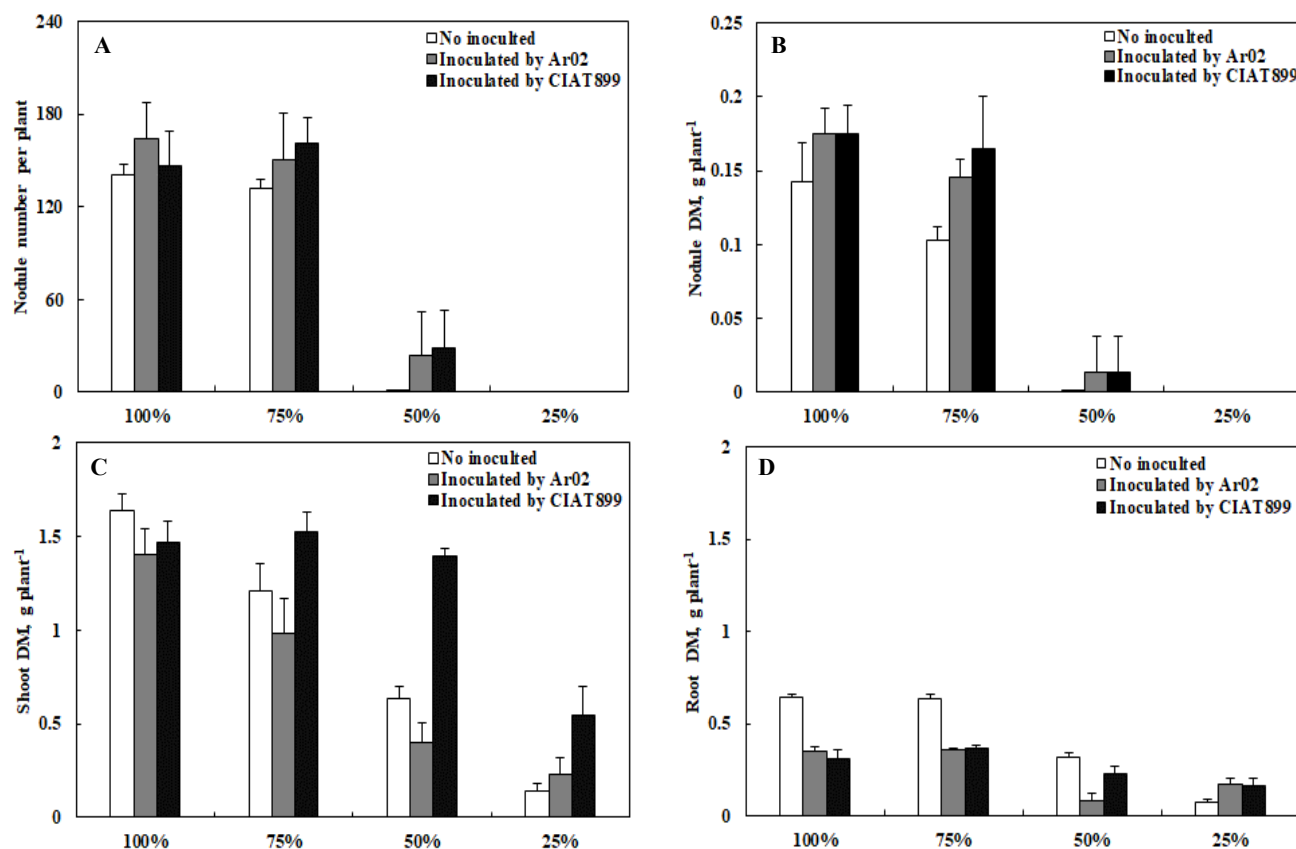 A
No inoculted
Inoculated by Ar02
Inoculated by CIAT899
Nodule number per plant
240
180
120
60
0
100% 75% 50% 25%
B
No inoculted
Inoculated by Ar02
Inoculated by CIAT899
Nodule DM, g plant-1
0.25
0.2
0.15
0.1
0.05
0
100% 75% 50% 25%
C
No inoculted
Inoculated by Ar02
Inoculated by CIAT899
Shoot DM, g plant-1
2
1.5
1
0.5
0
100% 75% 50% 25%
D
No inoculted
Inoculated by Ar02
Inoculated by CIAT899
Root DM, g plant-1
2
1.5
1
0.5
0
100% 75% 50% 25%